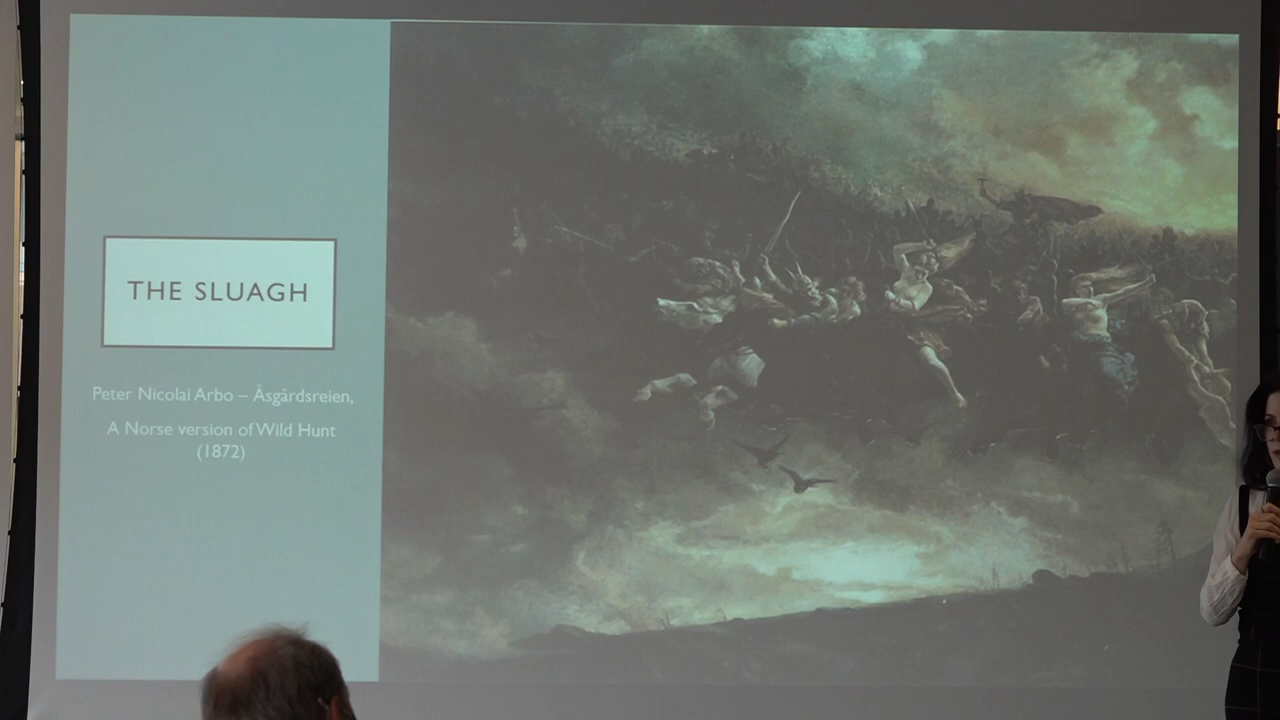 THE SLUAGH
Peter Nicolai Arbo – Åsgårdsreien,
A Norse version of Wild Hunt
(1872)